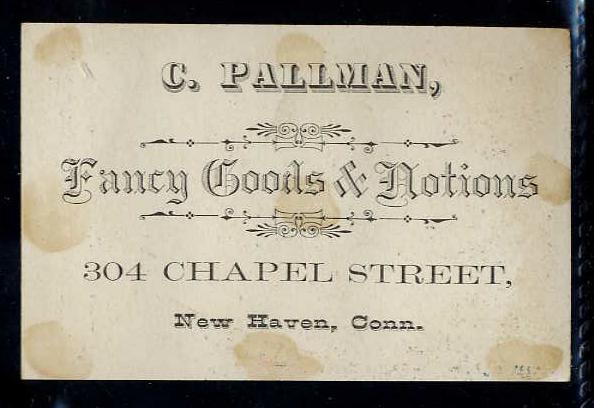 C. PALLMAN,
Fancy Goods & Notions
304 CHAPEL STREET,
New Haven, Conn.